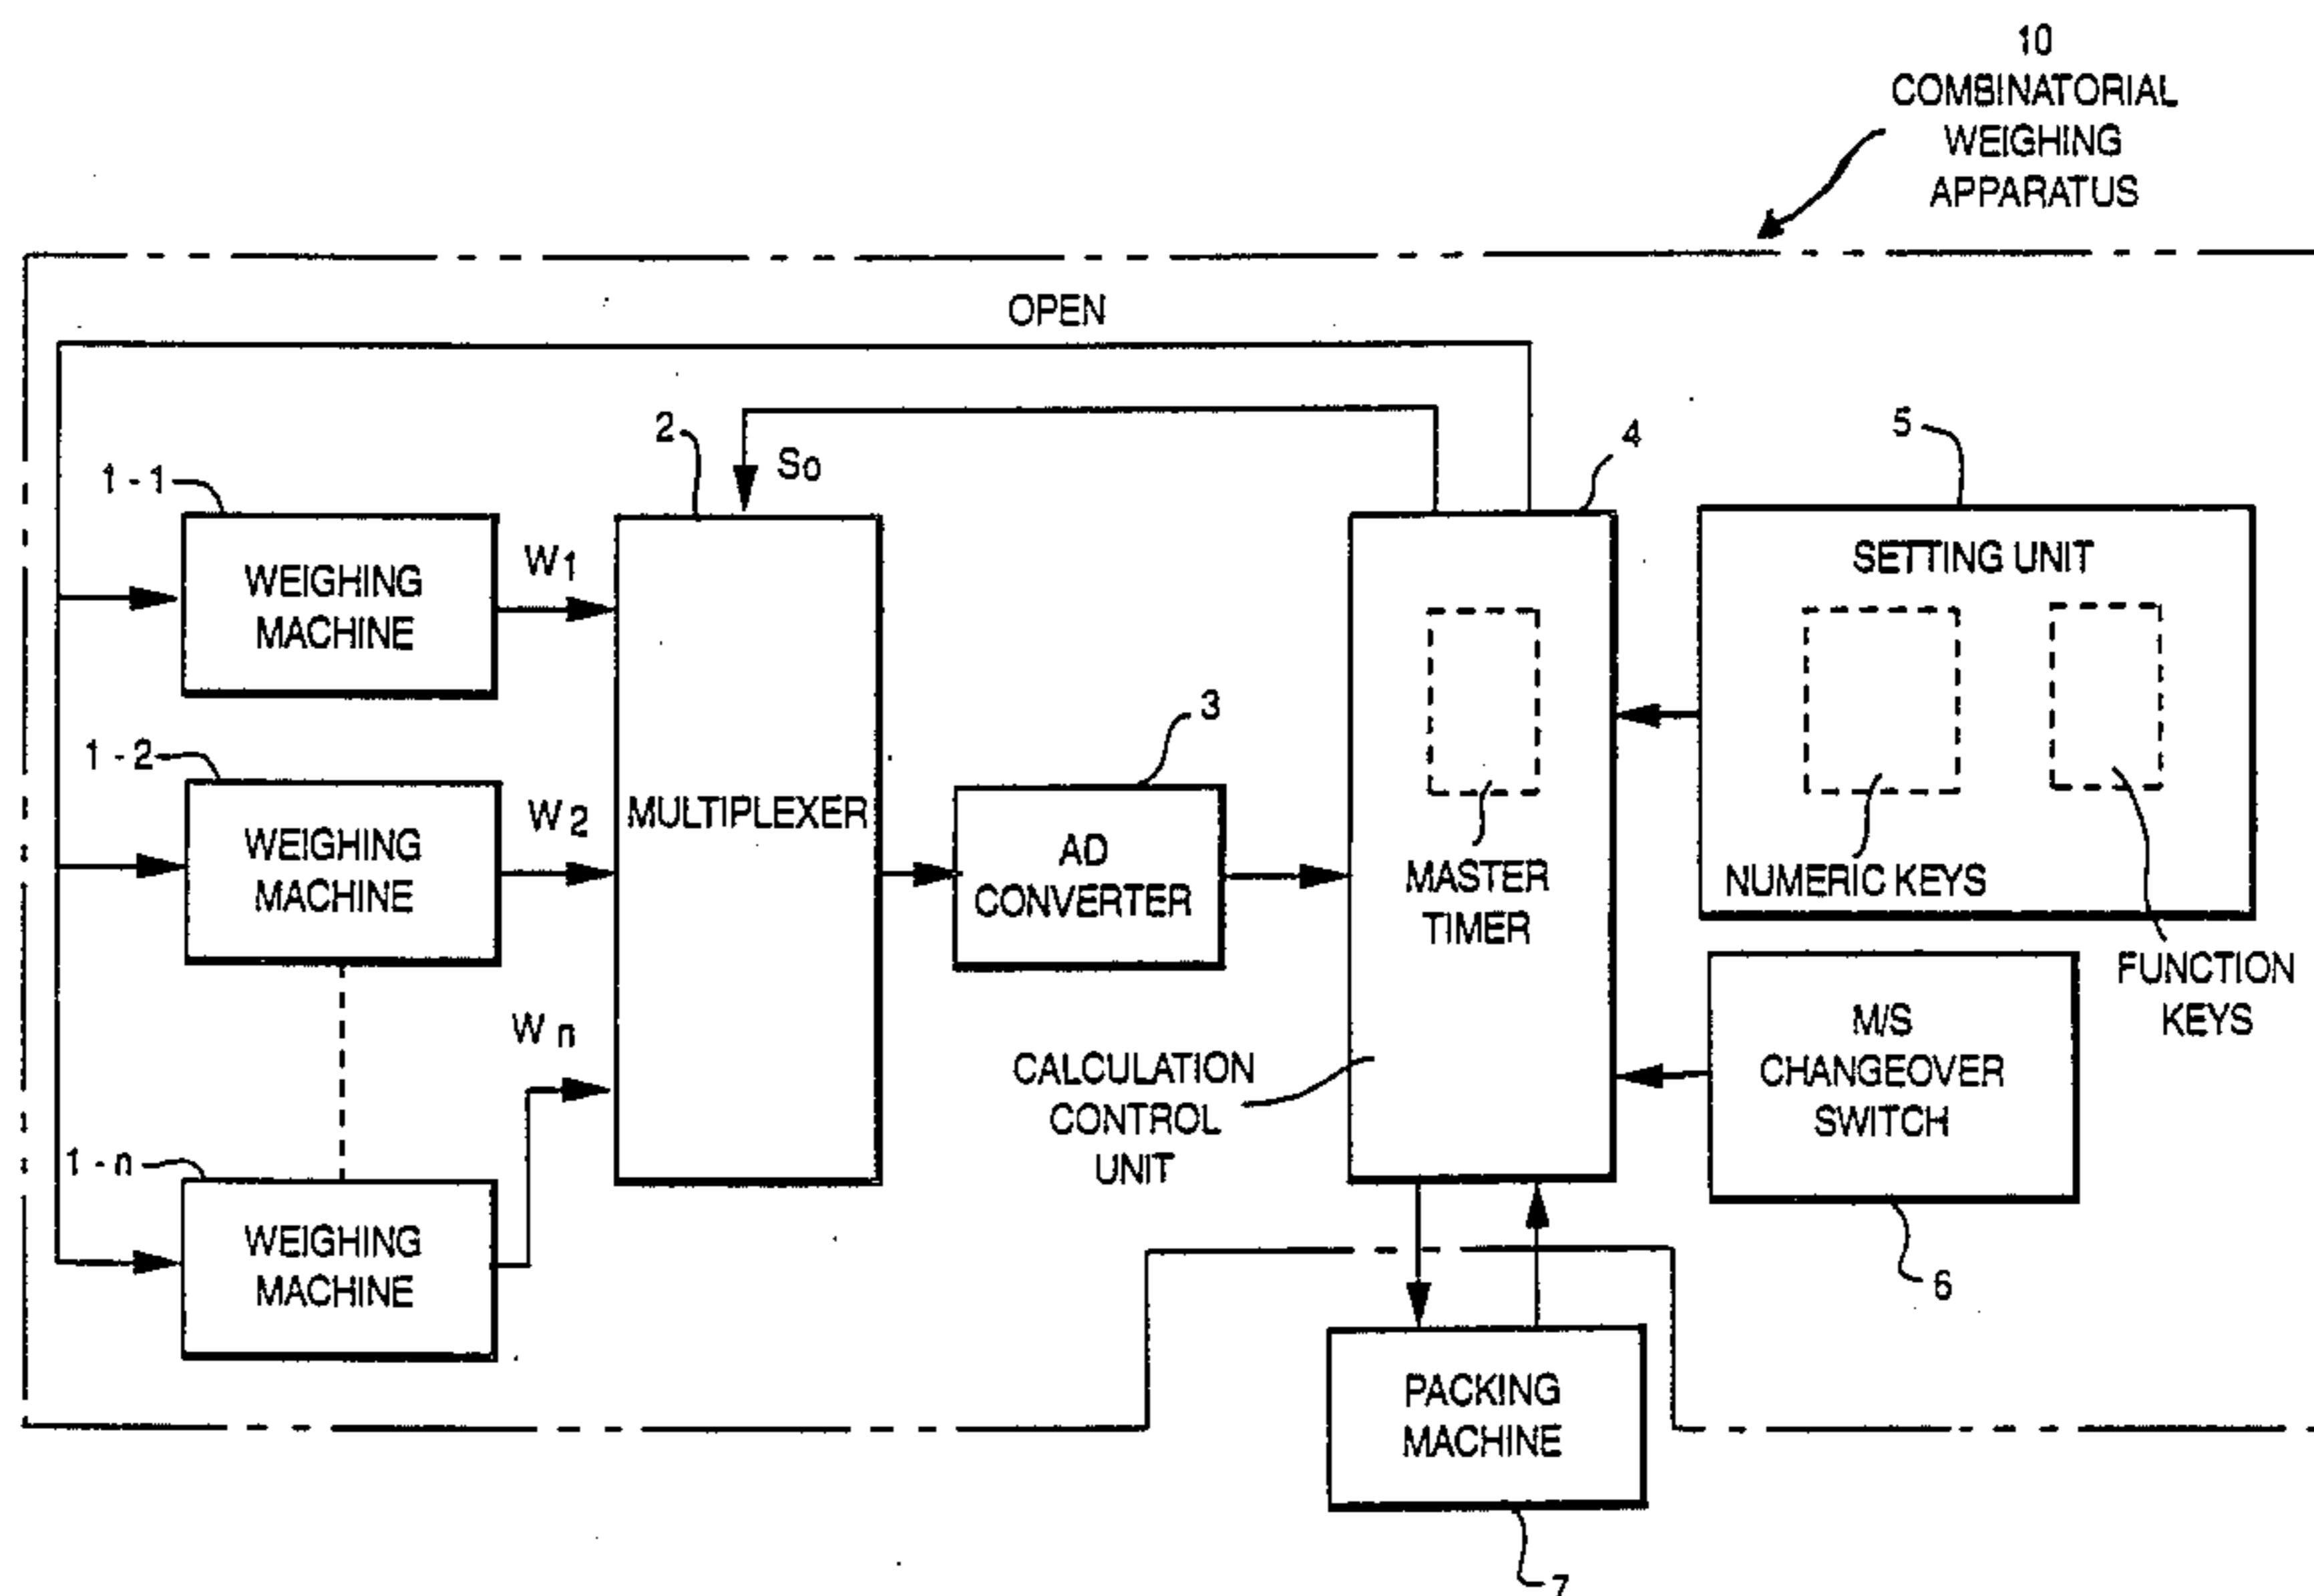 10
COMBINATORIAL
WEIGHING
APPARATUS
OPEN
2
So
4
5
1-1
WEIGHING
MACHINE
W1
SETTING UNIT
3
1-2
WEIGHING
MACHINE
W2
MULTIPLEXER
AD
CONVERTER
MASTER
TIMER
NUMERIC KEYS
FUNCTION
KEYS
Wn
CALCULATION
CONTROL
UNIT
M/S
CHANGEOVER
SWITCH
1-n
WEIGHING
MACHINE
6
PACKING
MACHINE
7